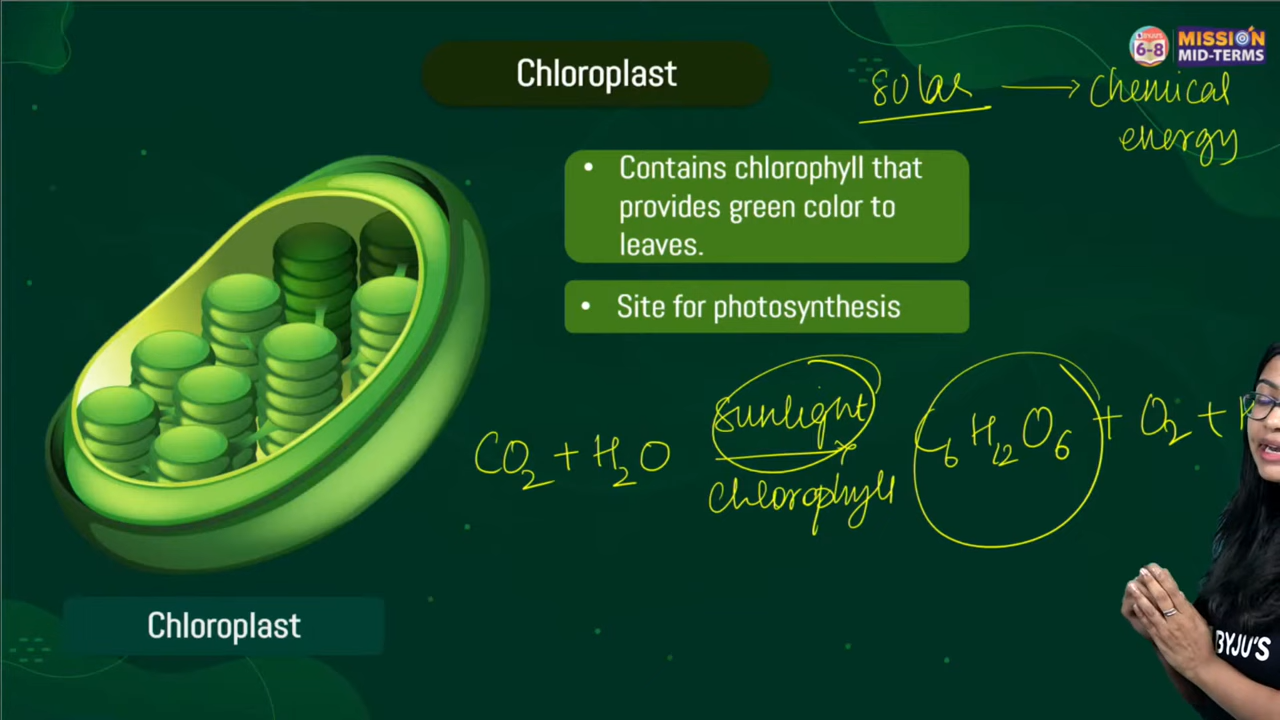 Chloroplast
BYJU'S
6-8
MISSION
MID-TERMS
solar → chemical
energy
• Contains chlorophyll that
provides green color to
leaves.
• Site for photosynthesis
CO₂ + H₂O sunlight C₆H₁₂O₆ + O₂ +
chlorophyll
Chloroplast
BYJU'S